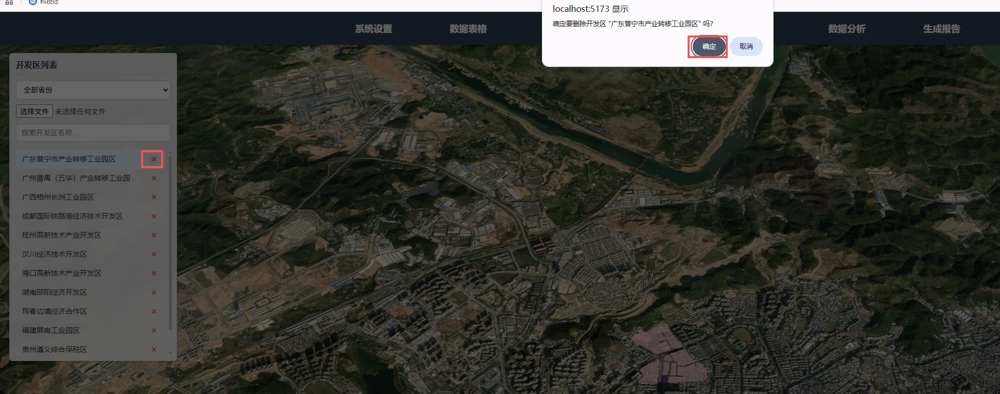 科技处
localhost:5173 显示
确定要删除开发区 "广东普宁市产业转移工业园区" 吗?
确定
取消
系统设置
数据表格
数据分析
生成报告
开发区列表
全部省份
选择文件 未选择任何文件
搜索开发区名称...
广东普宁市产业转移工业园区 ×
广州番禺（五华）产业转移工业园 ×
广西梧州长洲工业园区 ×
成都国际铁路港经济技术开发区 ×
抚州高新技术产业开发区 ×
汉川经济技术开发区 ×
海口高新技术产业开发区 ×
湖南邵阳经济开发区 ×
珲春边境经济合作区 ×
福建屏南工业园区 ×
贵州遵义综合保税区 ×